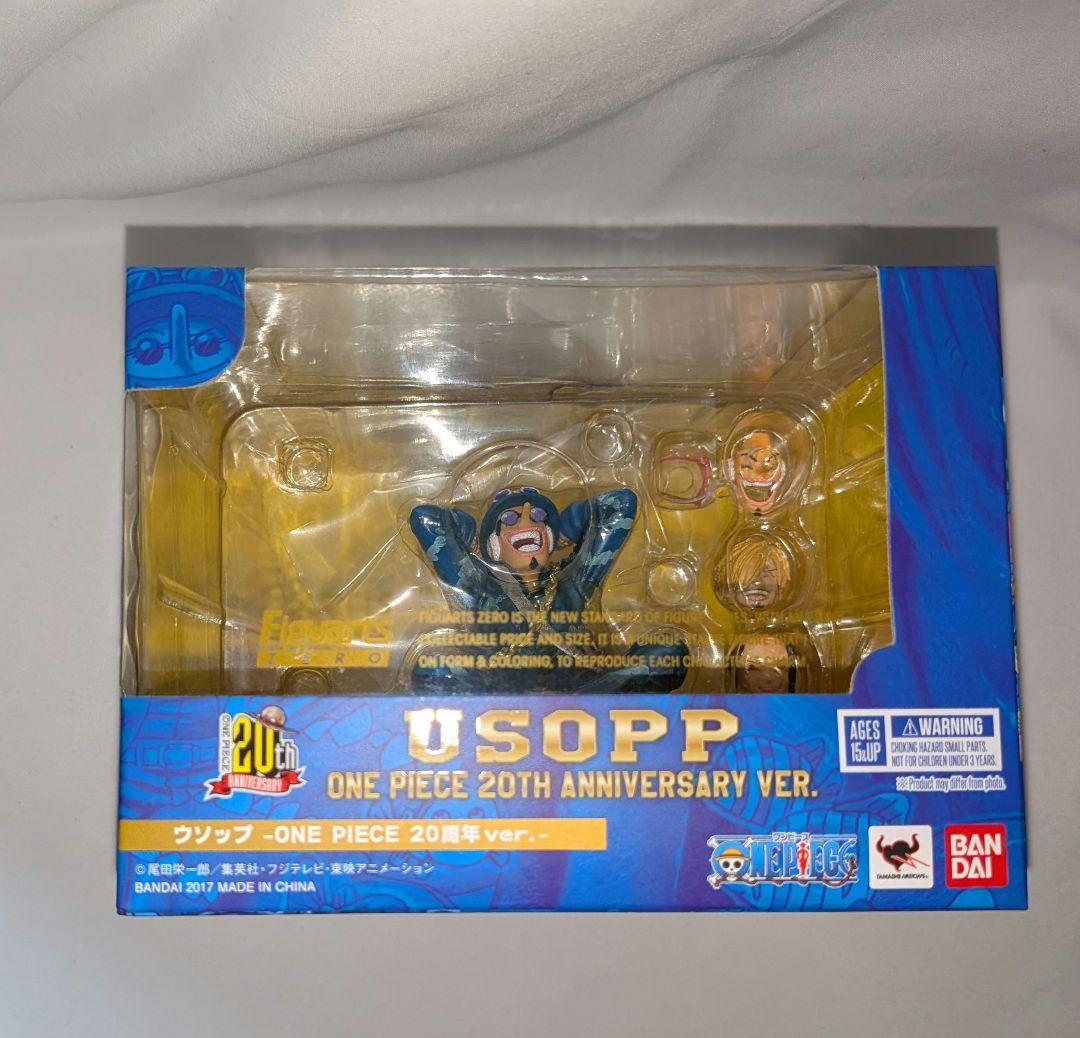 Figuarts
ZERO
FIGUARTS ZERO IS THE NEW STANDARD OF
COLLECTABLE PRICE AND SIZE. IT IS A UNIQUE
ON FORM & COLORING, TO REPRODUCE EACH CHARACTER'S CHARM.
ONE PIECE
20th
ANNIVERSARY
USOPP
ONE PIECE 20TH ANNIVERSARY VER.
AGES
15&UP
WARNING
CHOKING HAZARD SMALL PARTS.
NOT FOR CHILDREN UNDER 3 YEARS.
※Product may differ from photo.
ウソップ -ONE PIECE 20周年ver.-
©尾田栄一郎／集英社・フジテレビ・東映アニメーション
BANDAI 2017 MADE IN CHINA
ワンピース
ONE PIECE
TAMASHII NATIONS
BAN
DAI